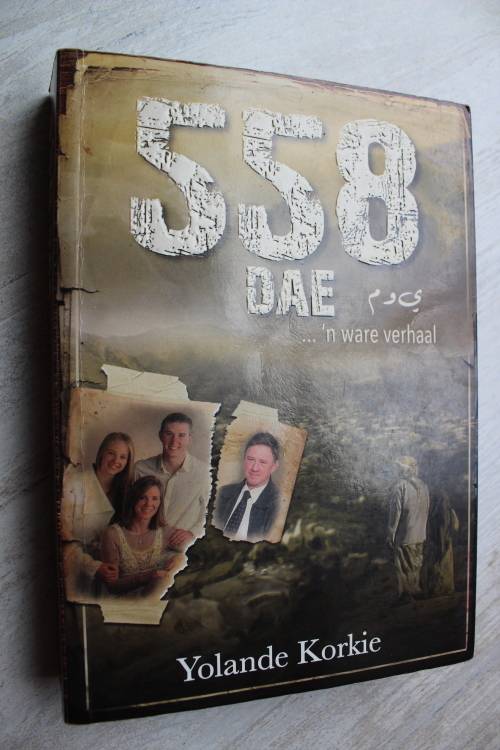 558
DAE ي و م
... 'n ware verhaal
Yolande Korkie